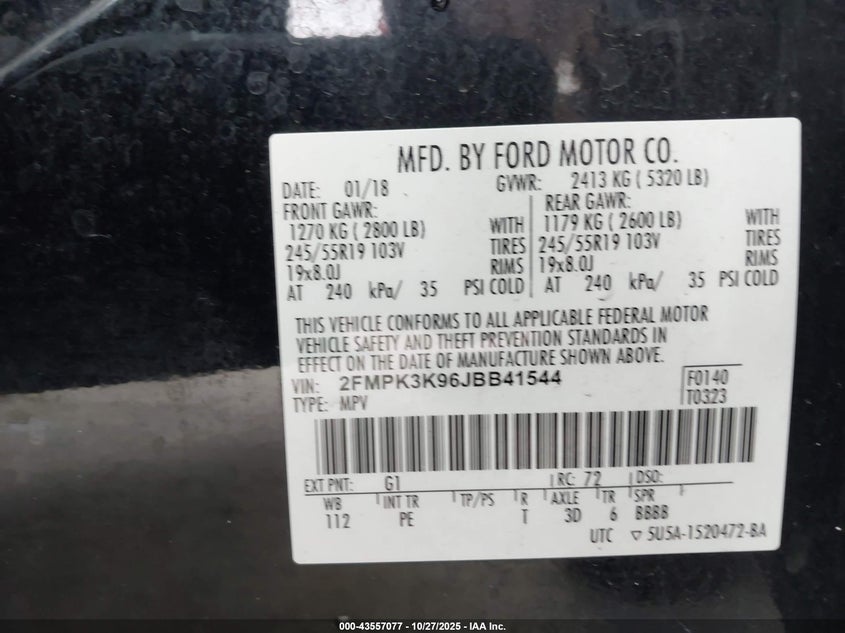 MFD. BY FORD MOTOR CO.
DATE: 01/18 GVWR: 2413 KG ( 5320 LB)
FRONT GAWR: REAR GAWR:
1270 KG ( 2800 LB) WITH 1179 KG ( 2600 LB) WITH
245/55R19 103V TIRES 245/55R19 103V TIRES
19x8.0J RIMS 19x8.0J RIMS
AT 240 kPa/ 35 PSI COLD AT 240 kPa/ 35 PSI COLD
THIS VEHICLE CONFORMS TO ALL APPLICABLE FEDERAL MOTOR
VEHICLE SAFETY AND THEFT PREVENTION STANDARDS IN
EFFECT ON THE DATE OF MANUFACTURE SHOWN ABOVE.
VIN: 2FMPK3K96JBB41544 F0140
TYPE: MPV T0323
EXT PNT: G1 RC: 72 DSO:
WB INT TR TP/PS R AXLE TR SPR
112 PE T 3D 6 BBBB
UTC ▽ 5U5A-1520472-BA
000-43557077 - 10/27/2025 - IAA Inc.